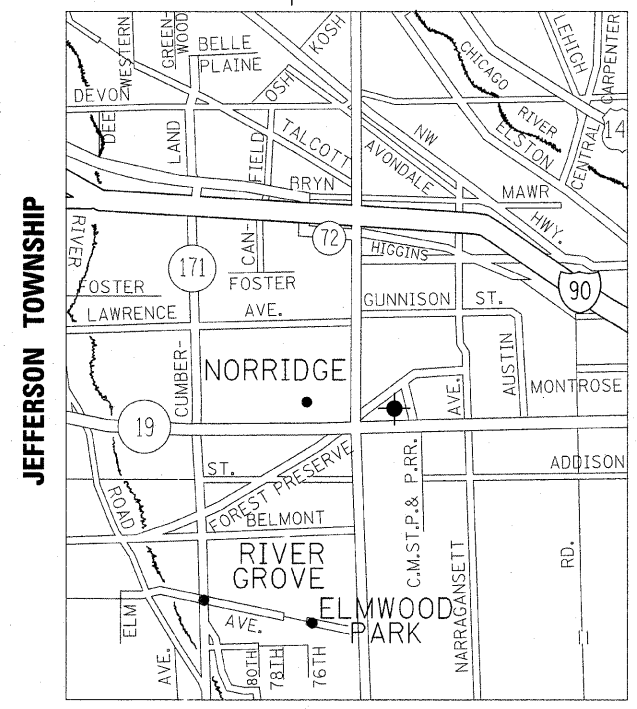 JEFFERSON TOWNSHIP
WESTERN
GREEN-
WOOD
BELLE
PLAINE
KOSH
OSH
LEHIGH
CARPENTER
CHICAGO
RIVER
ELSTON
CENTRAL
14
DEVON
DEE
LAND
FIELD
TALCOTT
NW
AVONDALE
HWY.
BRYN
MAWR
RIVER
171
CAN-
72
HIGGINS
90
FOSTER
FOSTER
LAWRENCE
AVE.
GUNNISON
ST.
CUMBER-
NORRIDGE
AVE.
AUSTIN
MONTROSE
19
ST.
ADDISON
ROAD
FOREST PRESERVE
BELMONT
C.M.ST.P.& P.RR.
RIVER
GROVE
NARRAGANSETT
RD.
ELM
AVE.
ELMWOOD
PARK
AVE.
80TH
78TH
76TH